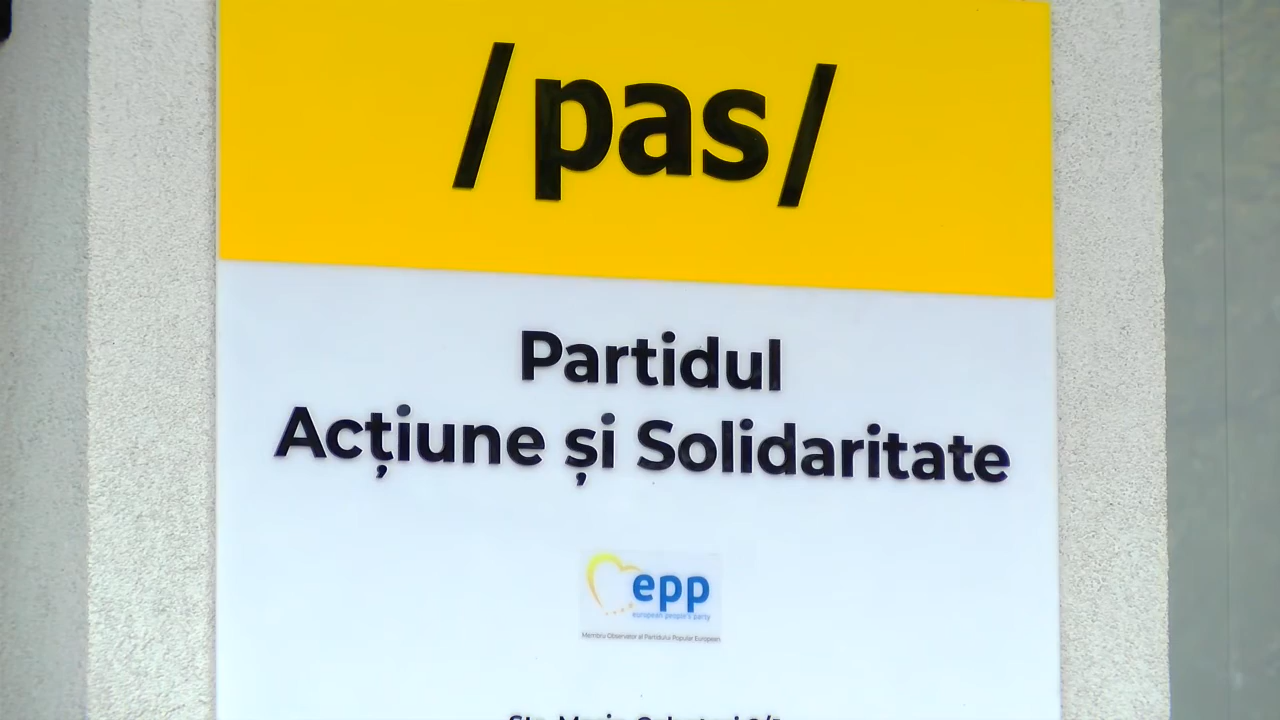 /pas/
Partidul
Acțiune și Solidaritate
epp
european people's party
Membru Observator al Partidului Popular European